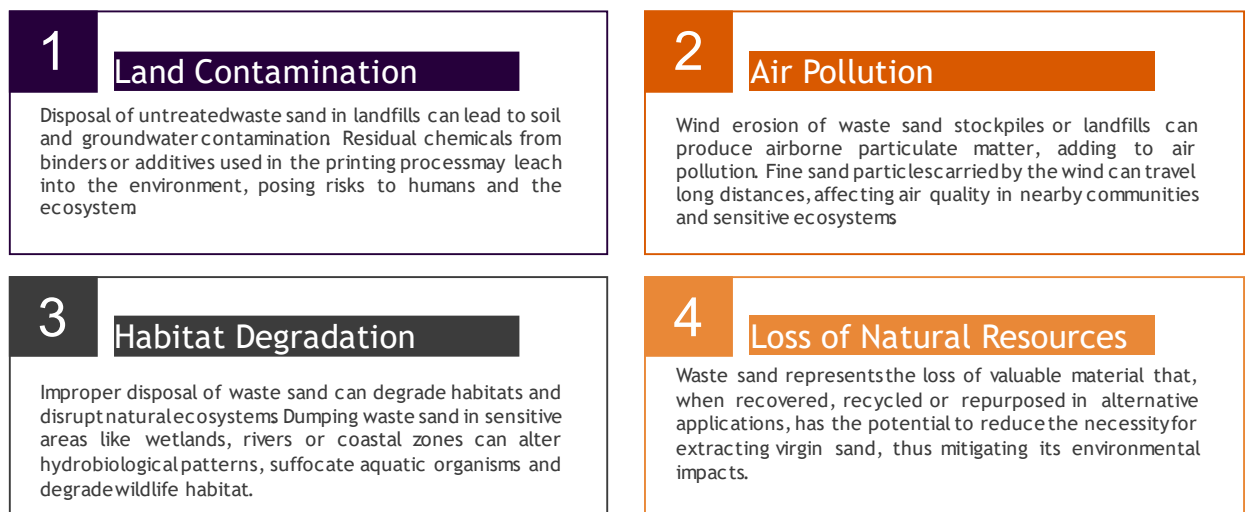 1
Land Contamination
Disposal of untreatedwaste sand in landfills can lead to soil
and groundwater contamination. Residual chemicals from
binders or additives used in the printing processmay leach
into the environment, posing risks to humans and the
ecosystem.
2
Air Pollution
Wind erosion of waste sand stockpiles or landfills can
produce airborne particulate matter, adding to air
pollution. Fine sand particlescarriedby the wind can travel
long distances, affecting air quality in nearby communities
and sensitive ecosystems.
3
Habitat Degradation
Improper disposal of waste sand can degrade habitats and
disruptnaturalecosystems. Dumping waste sand in sensitive
areas like wetlands, rivers or coastal zones can alter
hydrobiological patterns, suffocate aquatic organisms and
degradewildlife habitat.
4
Loss of Natural Resources
Waste sand representsthe loss of valuable material that,
when recovered, recycled or repurposed in alternative
applications, has the potential to reducethe necessityfor
extracting virgin sand, thus mitigating its environmental
impacts.